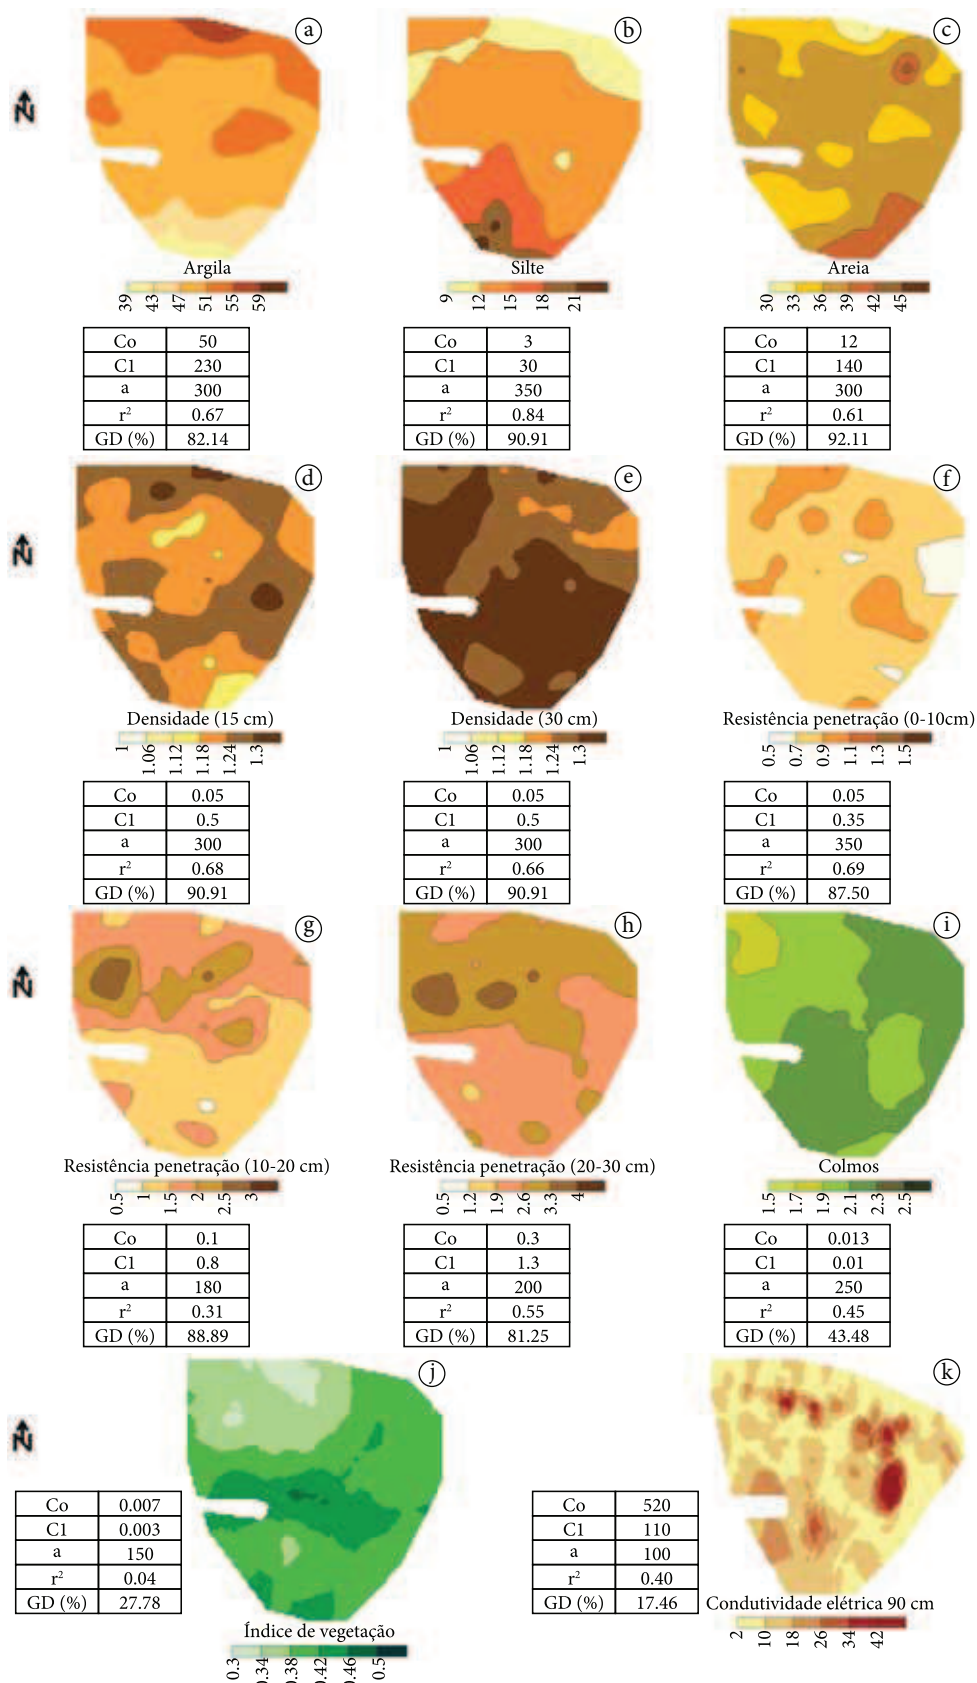 a
b
c
N
Argila
39 43 47 51 55 59
Silte
9 12 15 18 21
Areia
30 33 36 39 42 45
Co 50
C1 230
a 300
r² 0.67
GD (%) 82.14
Co 3
C1 30
a 350
r² 0.84
GD (%) 90.91
Co 12
C1 140
a 300
r² 0.61
GD (%) 92.11
d
e
f
N
Densidade (15 cm)
1 1.06 1.12 1.18 1.24 1.3
Densidade (30 cm)
1 1.06 1.12 1.18 1.24 1.3
Resistência penetração (0-10cm)
0.5 0.7 0.9 1.1 1.3 1.5
Co 0.05
C1 0.5
a 300
r² 0.68
GD (%) 90.91
Co 0.05
C1 0.5
a 300
r² 0.66
GD (%) 90.91
Co 0.05
C1 0.35
a 350
r² 0.69
GD (%) 87.50
g
h
i
N
Resistência penetração (10-20 cm)
0.5 1 1.5 2 2.5 3
Resistência penetração (20-30 cm)
0.5 1.2 1.9 2.6 3.3 4
Colmos
1.5 1.7 1.9 2.1 2.3 2.5
Co 0.1
C1 0.8
a 180
r² 0.31
GD (%) 88.89
Co 0.3
C1 1.3
a 200
r² 0.55
GD (%) 81.25
Co 0.013
C1 0.01
a 250
r² 0.45
GD (%) 43.48
j
k
N
Co 0.007
C1 0.003
a 150
r² 0.04
GD (%) 27.78
Índice de vegetação
0.3 0.34 0.38 0.42 0.46 0.5
Co 520
C1 110
a 100
r² 0.40
GD (%) 17.46
Condutividade elétrica 90 cm
2 10 18 26 34 42